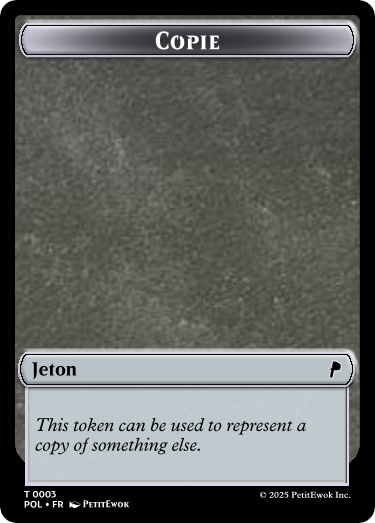 Copie
Jeton
This token can be used to represent a
copy of something else.
T 0003
POL • FR PetitEwok
© 2025 PetitEwok Inc.